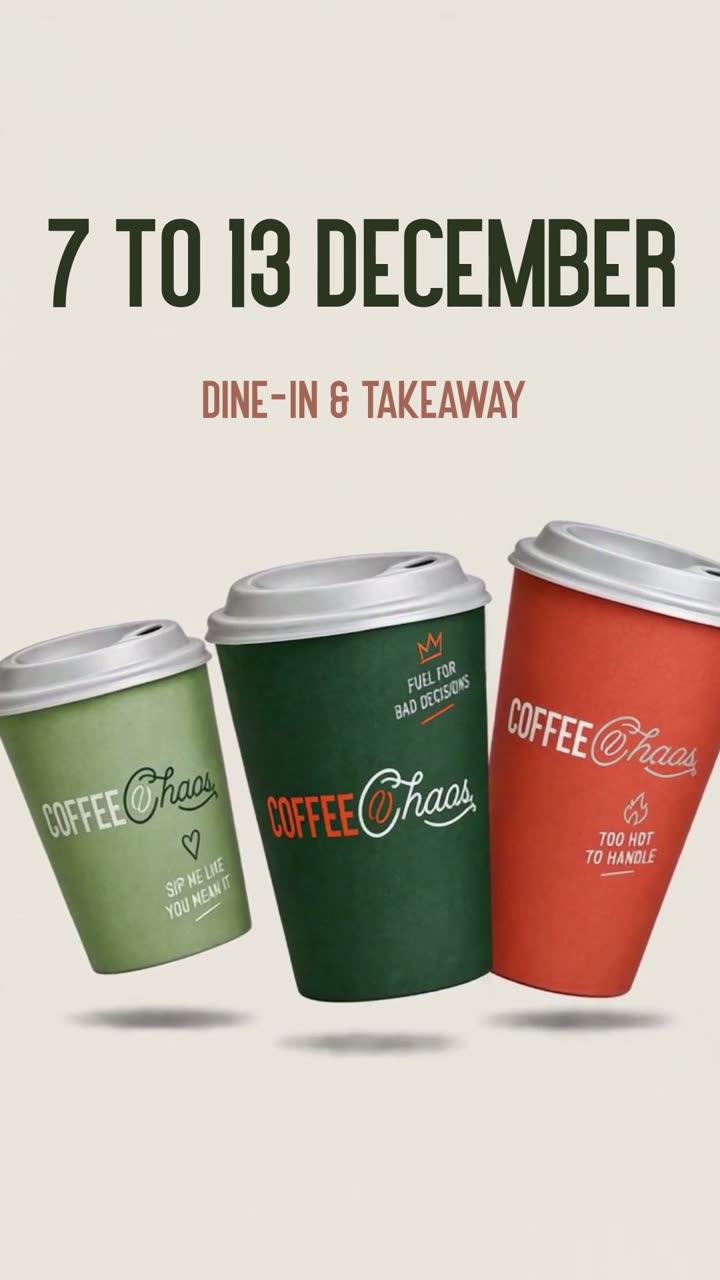 7 TO 13 DECEMBER
DINE-IN & TAKEAWAY
FUEL FOR
BAD DECISIONS
COFFEE Chaos
COFFEE Chaos
SIP ME LIKE
YOU MEAN IT
COFFEE Chaos
TOO HOT
TO HANDLE